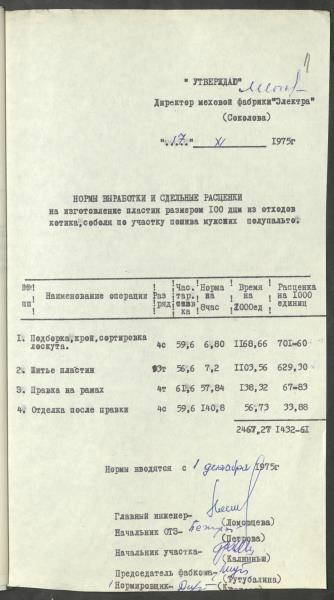 " УТВЕРЖДАЮ"
Директор меховой фабрики"Электра"
(Соколова)
"17" XI 1975г
НОРМЫ ВЫРАБОТКИ И СДЕЛЬНЫЕ РАСЦЕНКИ
на изготовление пластин размером 100 дцм из отходов
котика,соболя по участку пошива мужских полупальто.
№№ пп Наименование операции Раз ряд Час. тар. став ка Норма на 8час Время на 1000ед Расценка на 1000 единиц
1. Подборка,крой,сортировка
лоскута. 4с 59,6 6,80 1168,66 701-60
2. Шитье пластин 3т 56,6 7,2 1103,56 629,30
3. Правка на рамах 4т 61,6 57,84 138,32 67-83
4. Отделка после правки 4с 59,6 140,8 56,73 33,88
2467,27 1432-61
Нормы вводятся с 1 декабря 1975г
Главный инженер-
(Ломовцева)
Начальник ОТЗ-
(Петрова)
Начальник участка-
(Калинина)
Председатель фабкома-
(Тутубалина)
Нормировщик-